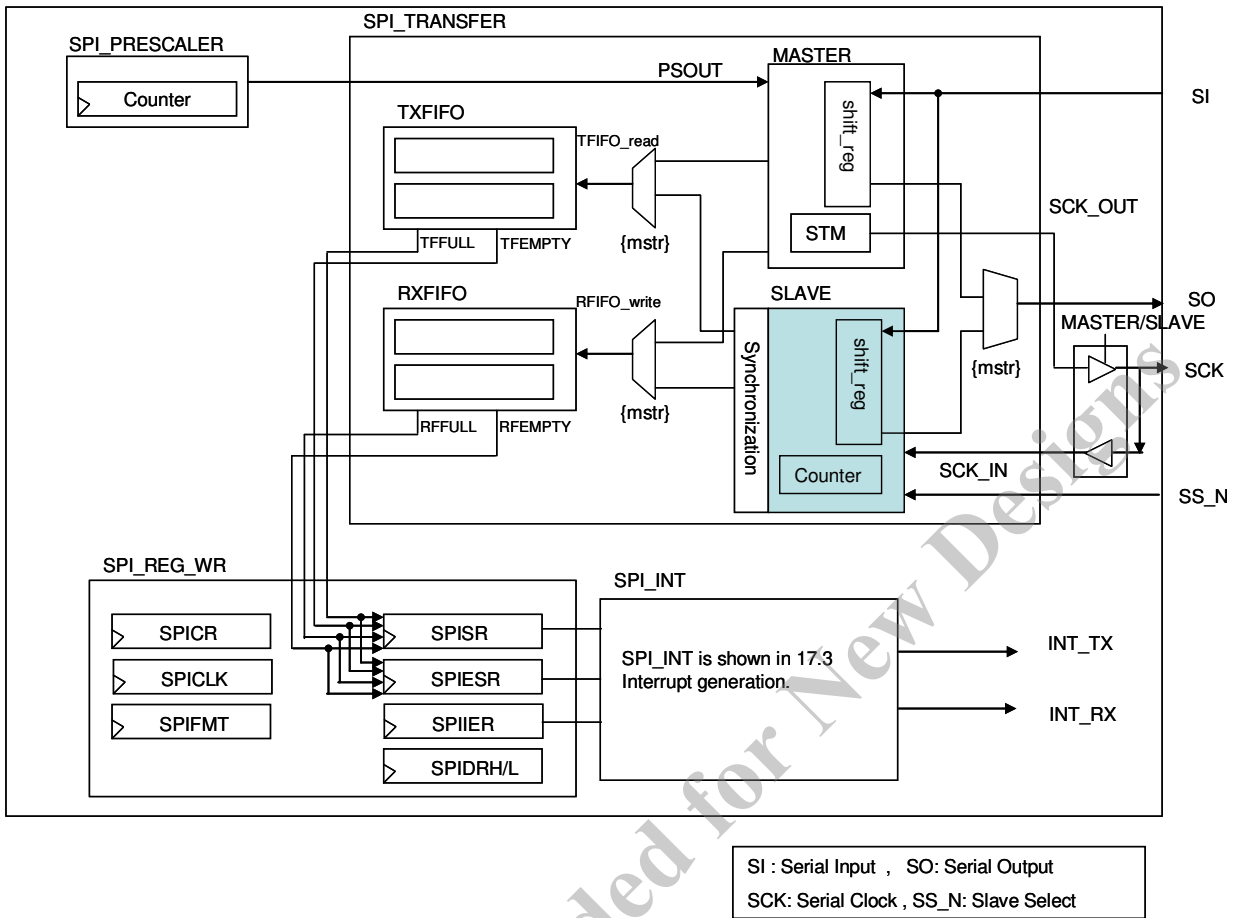 SPI_TRANSFER
SPI_PRESCALER
Counter
PSOUT
MASTER
shift_reg
STM
SI
TXFIFO
TFIFO_read
{mstr}
TFFULL
TFEMPTY
SCK_OUT
RXFIFO
RFIFO_write
{mstr}
RFFULL
RFEMPTY
SLAVE
Synchronization
shift_reg
Counter
{mstr}
SO
MASTER/SLAVE
SCK
SCK_IN
SS_N
SPI_REG_WR
SPICR
SPICLK
SPIFMT
SPISR
SPIESR
SPIIER
SPIDRH/L
SPI_INT
SPI_INT is shown in 17.3
Interrupt generation.
INT_TX
INT_RX
SI : Serial Input , SO: Serial Output
SCK: Serial Clock , SS_N: Slave Select
ded for New Designs